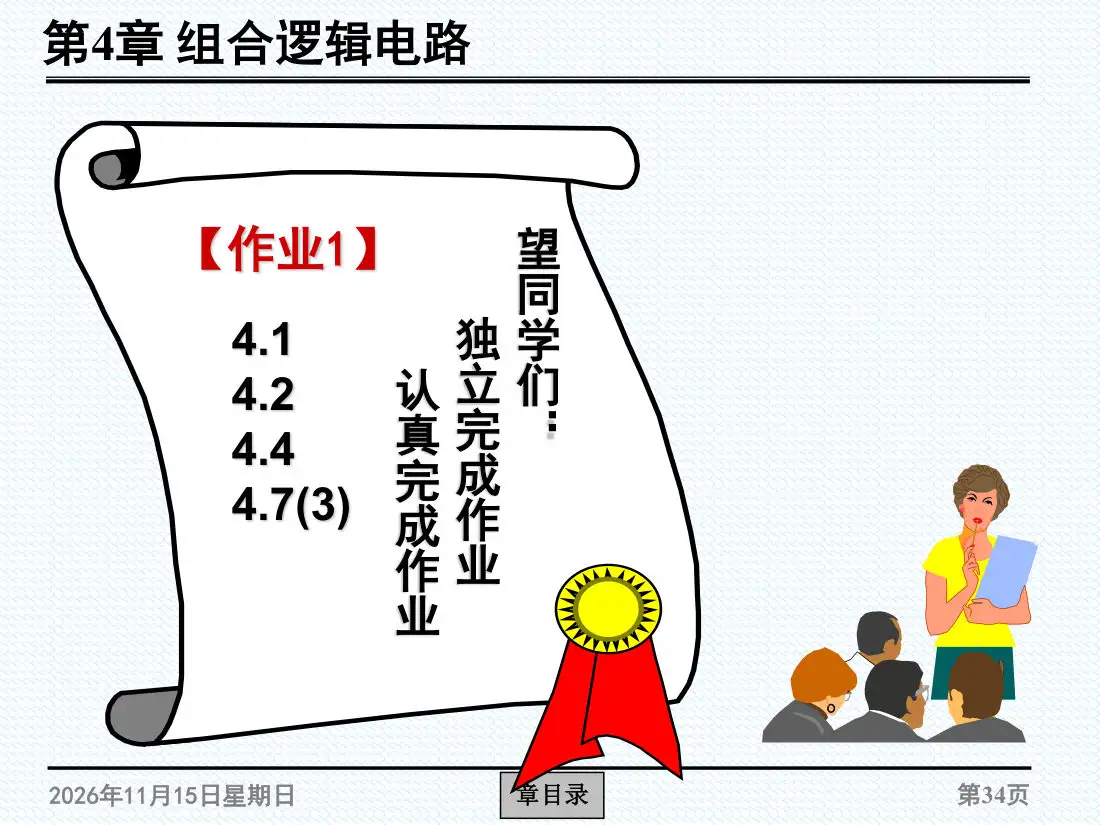 第4章 组合逻辑电路
【作业1】
4.1
4.2
4.4
4.7(3)
望同学们：
独立完成作业
认真完成作业
2026年11月15日星期日
章目录
第34页